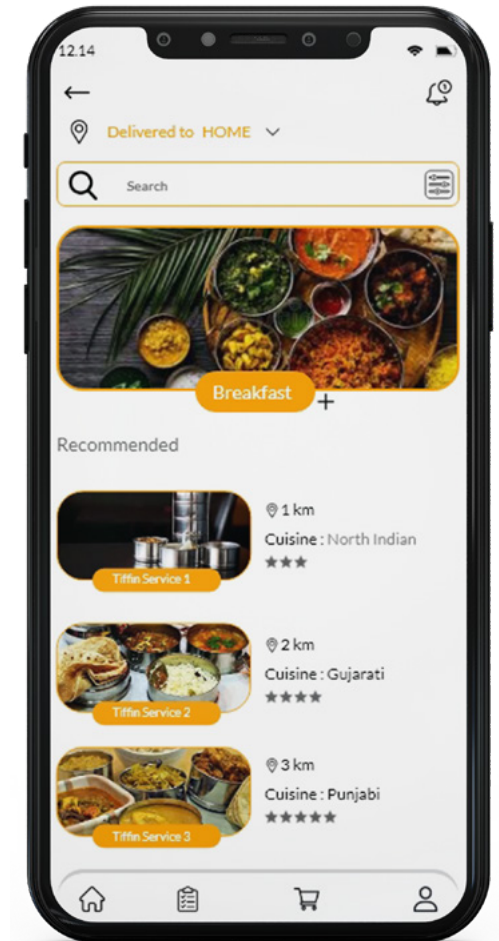 12.14
1
Delivered to HOME
Search
Breakfast
+
Recommended
1 km
Cuisine : North Indian
Tiffin Service 1
2 km
Cuisine : Gujarati
Tiffin Service 2
3 km
Cuisine : Punjabi
Tiffin Service 3